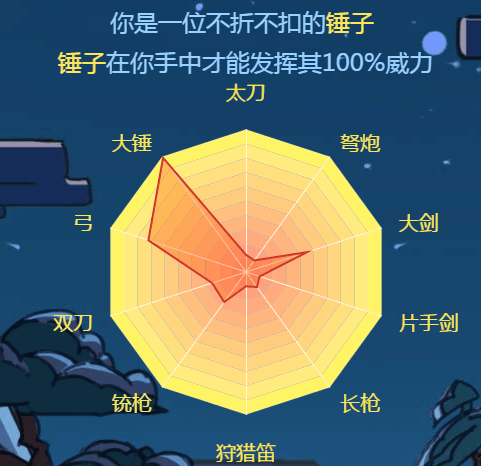 你是一位不折不扣的锤子
锤子在你手中才能发挥其100%威力
太刀
大锤
弩炮
弓
大剑
双刀
片手剑
铳枪
长枪
狩猎笛